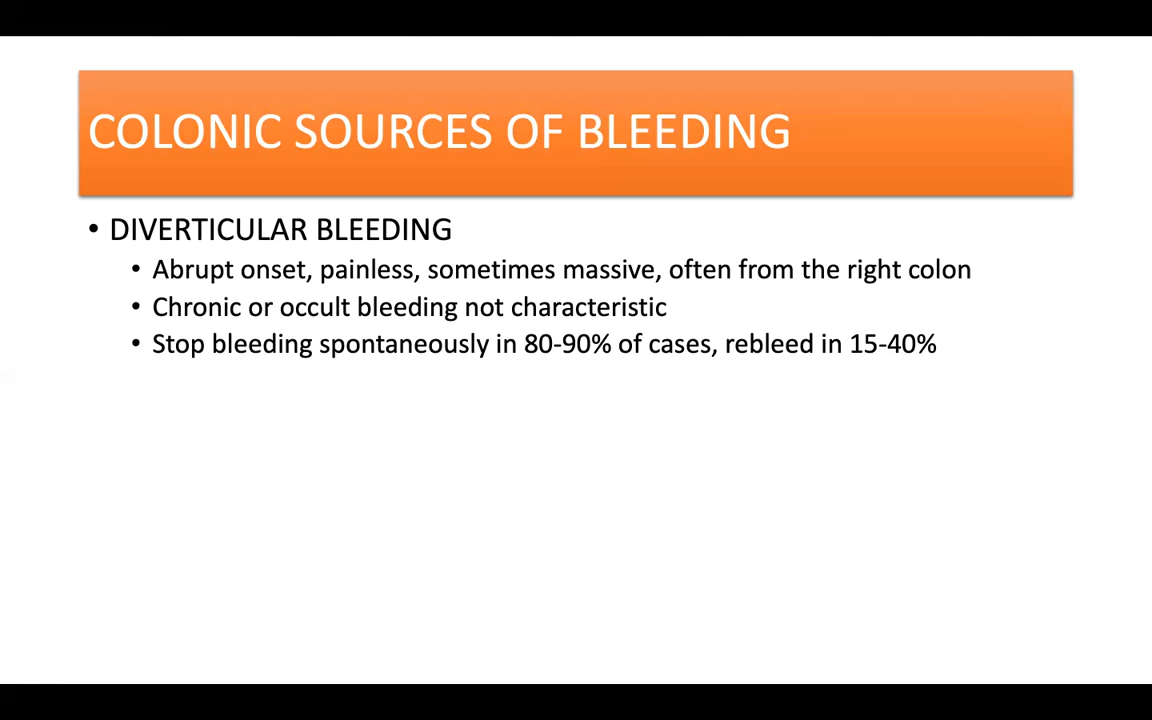 COLONIC SOURCES OF BLEEDING
• DIVERTICULAR BLEEDING
• Abrupt onset, painless, sometimes massive, often from the right colon
• Chronic or occult bleeding not characteristic
• Stop bleeding spontaneously in 80-90% of cases, rebleed in 15-40%